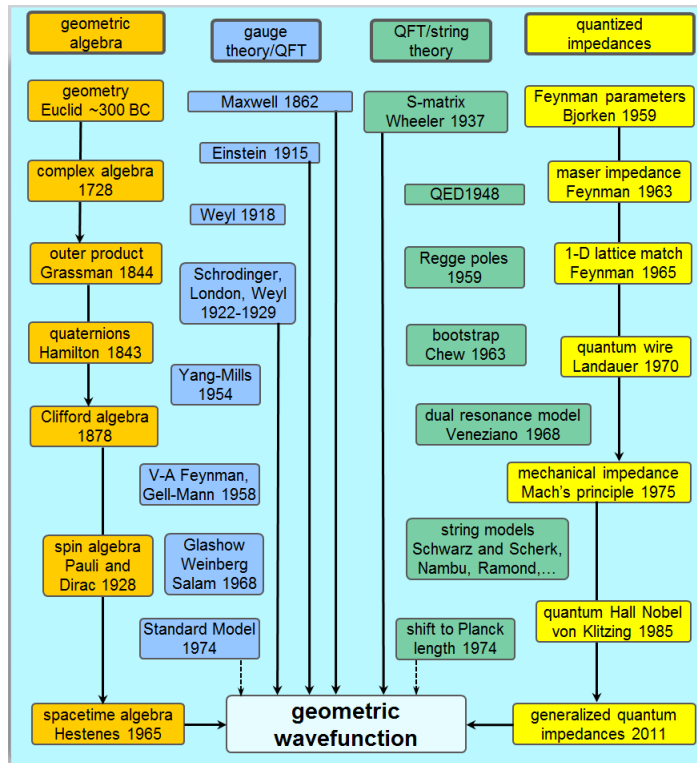 geometric
algebra
gauge
theory/QFT
QFT/string
theory
quantized
impedances
geometry
Euclid ~300 BC
complex algebra
1728
outer product
Grassman 1844
quaternions
Hamilton 1843
Clifford algebra
1878
spin algebra
Pauli and
Dirac 1928
spacetime algebra
Hestenes 1965
Maxwell 1862
Einstein 1915
Weyl 1918
Schrodinger,
London, Weyl
1922-1929
Yang-Mills
1954
V-A Feynman,
Gell-Mann 1958
Glashow
Weinberg
Salam 1968
Standard Model
1974
S-matrix
Wheeler 1937
QED1948
Regge poles
1959
bootstrap
Chew 1963
dual resonance model
Veneziano 1968
string models
Schwarz and Scherk,
Nambu, Ramond,...
shift to Planck
length 1974
Feynman parameters
Bjorken 1959
maser impedance
Feynman 1963
1-D lattice match
Feynman 1965
quantum wire
Landauer 1970
mechanical impedance
Mach's principle 1975
quantum Hall Nobel
von Klitzing 1985
generalized quantum
impedances 2011
geometric
wavefunction